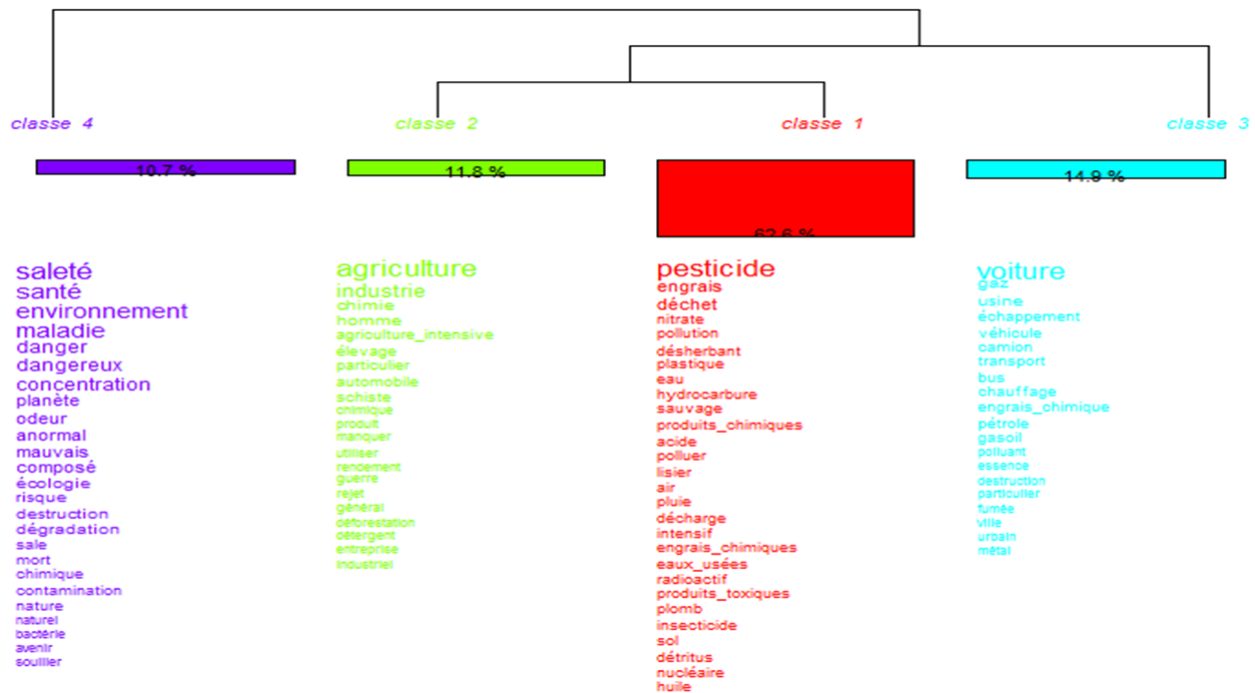 classe 4
classe 2
classe 1
classe 3
10.7 %
11.8 %
62.6 %
14.9 %
saleté
santé
environnement
maladie
danger
dangereux
concentration
planète
odeur
anormal
mauvais
composé
écologie
risque
destruction
dégradation
sale
mort
chimique
contamination
nature
naturel
bactérie
avenir
souiller
agriculture
industrie
chimie
homme
agriculture_intensive
élevage
particulier
automobile
schiste
chimique
produit
manquer
utiliser
rendement
guerre
rejet
général
déforestation
détergent
entreprise
industriel
pesticide
engrais
déchet
nitrate
pollution
désherbant
plastique
eau
hydrocarbure
sauvage
produits_chimiques
acide
polluer
lisier
air
pluie
décharge
intensif
engrais_chimiques
eaux_usées
radioactif
produits_toxiques
plomb
insecticide
sol
détritus
nucléaire
huile
voiture
gaz
usine
échappement
véhicule
camion
transport
bus
chauffage
engrais_chimique
pétrole
gasoil
polluant
essence
destruction
particulier
fumée
ville
urbain
métal